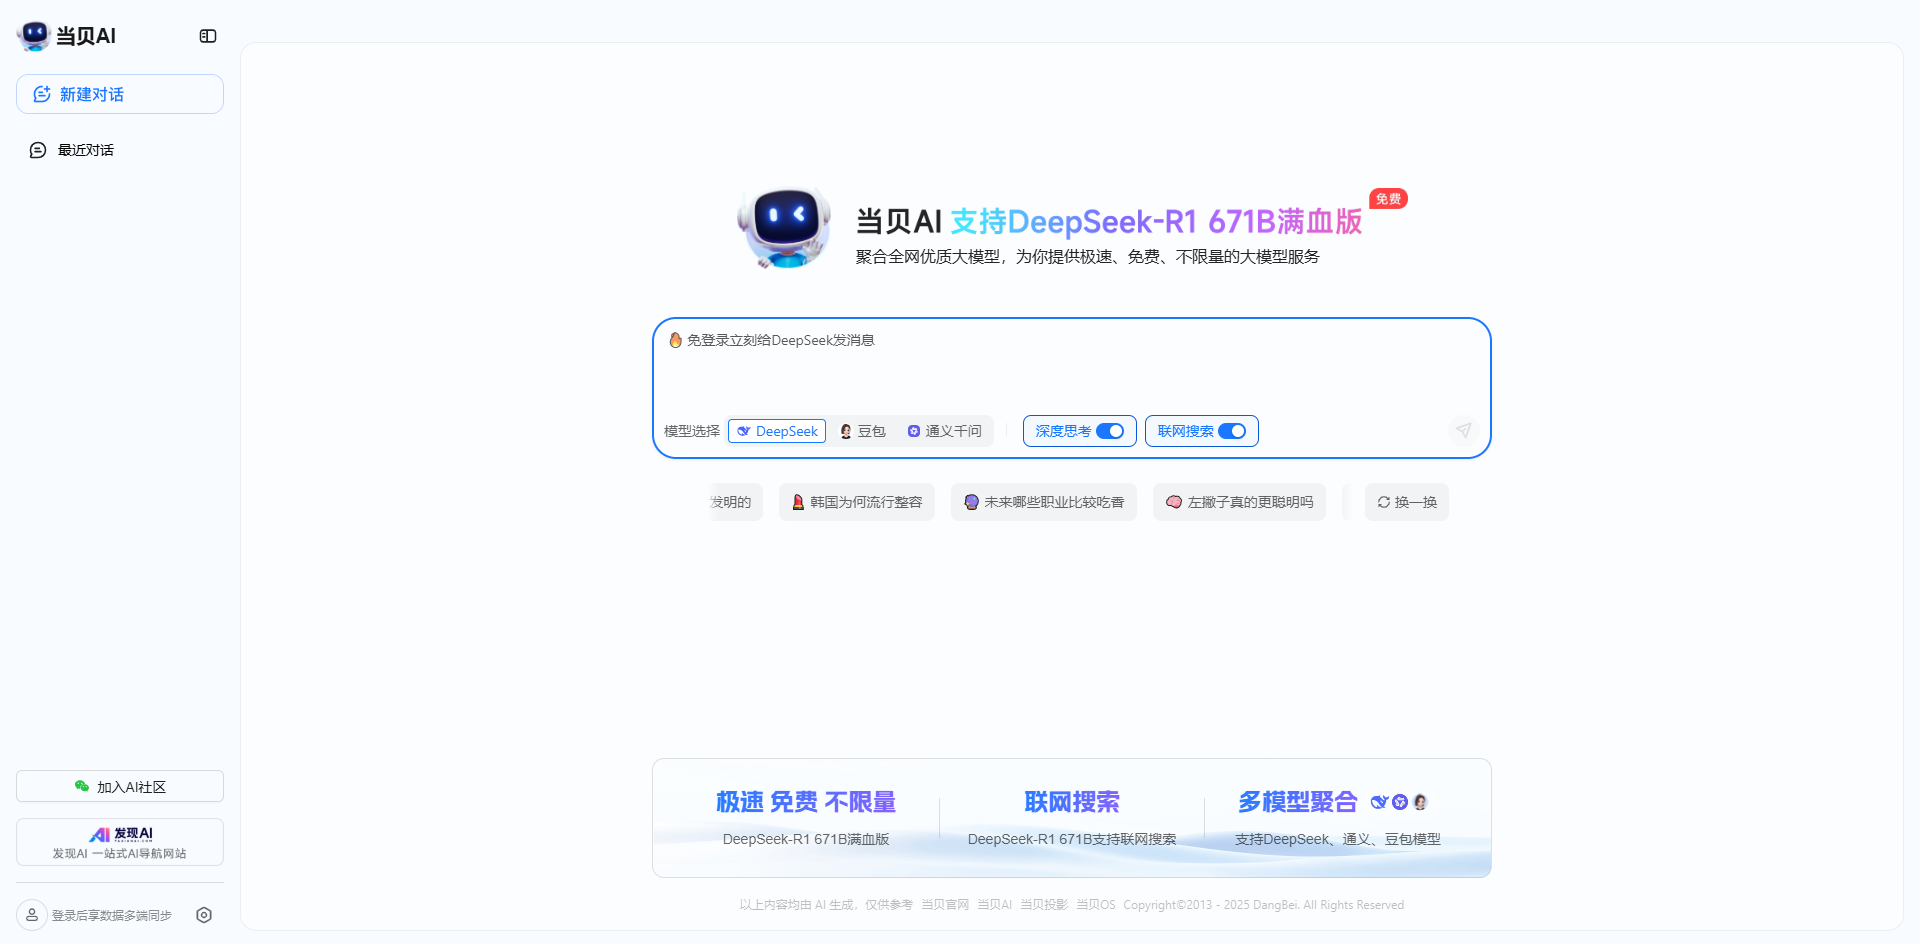 当贝AI
新建对话
最近对话
当贝AI 支持DeepSeek-R1 671B满血版 免费
聚合全网优质大模型，为你提供极速、免费、不限量的大模型服务
免登录立刻给DeepSeek发消息
模型选择 DeepSeek 豆包 通义千问 深度思考 联网搜索
发明的 韩国为何流行整容 未来哪些职业比较吃香 左撇子真的更聪明吗 换一换
加入AI社区
AI 发现AI
发现AI 一站式AI导航网站
登录后享数据多端同步
极速 免费 不限量 联网搜索 多模型聚合
DeepSeek-R1 671B满血版 DeepSeek-R1 671B支持联网搜索 支持DeepSeek、通义、豆包模型
以上内容均由 AI 生成，仅供参考 当贝官网 当贝AI 当贝投影 当贝OS Copyright©2013 - 2025 DangBei. All Rights Reserved